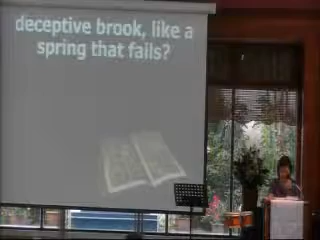 deceptive brook, like a
spring that fails?